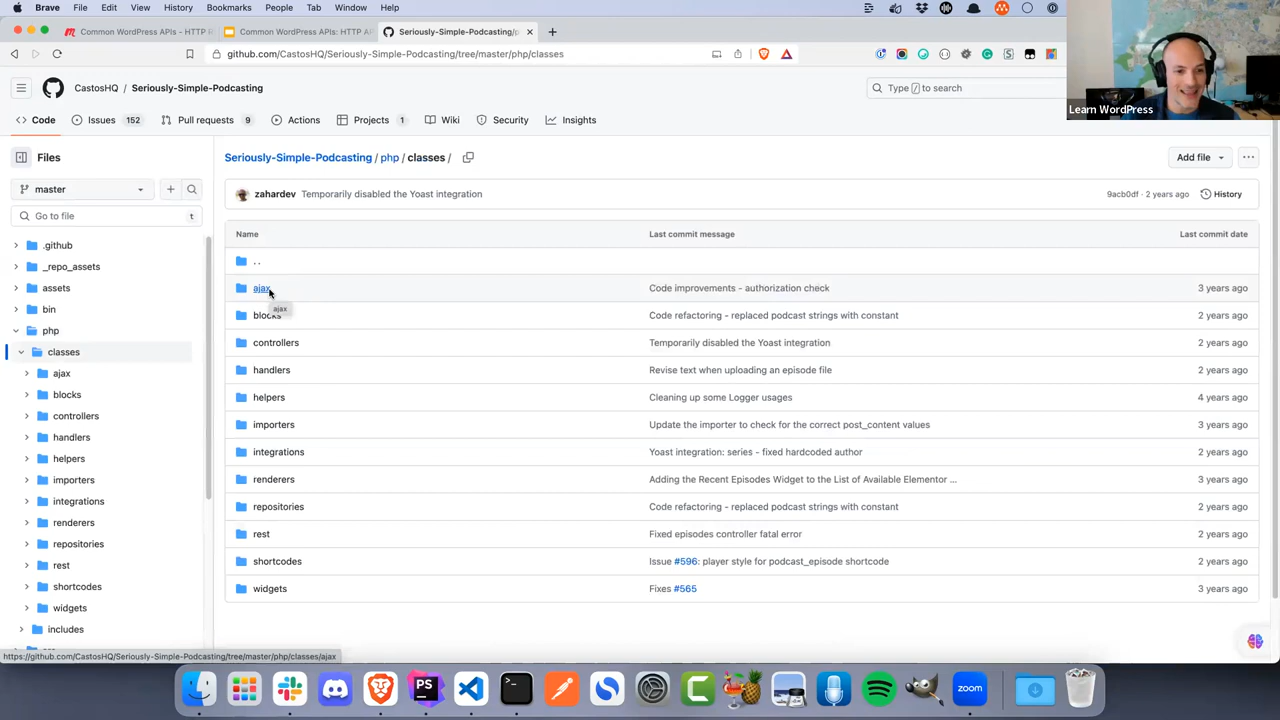 Brave File Edit View History Bookmarks People Tab Window Help
Common WordPress APIs - HTTP
Common WordPress APIs: HTTP A
Seriously-Simple-Podcasting/p
github.com/CastosHQ/Seriously-Simple-Podcasting/tree/master/php/classes
CastosHQ / Seriously-Simple-Podcasting
Type / to search
Learn WordPress
Code
Issues 152
Pull requests 9
Actions
Projects 1
Wiki
Security
Insights
Files
master
Go to file t
.github
_repo_assets
assets
bin
php
classes
ajax
blocks
controllers
handlers
helpers
importers
integrations
renderers
repositories
rest
shortcodes
widgets
includes
Seriously-Simple-Podcasting / php / classes /
Add file
zahardev Temporarily disabled the Yoast integration
9acb0df · 2 years ago History
Name Last commit message Last commit date
..
ajax Code improvements - authorization check 3 years ago
ajax
blocks Code refactoring - replaced podcast strings with constant 2 years ago
controllers Temporarily disabled the Yoast integration 2 years ago
handlers Revise text when uploading an episode file 2 years ago
helpers Cleaning up some Logger usages 4 years ago
importers Update the importer to check for the correct post_content values 2 years ago
integrations Yoast integration: series - fixed hardcoded author 2 years ago
renderers Adding the Recent Episodes Widget to the List of Available Elementor ... 3 years ago
repositories Code refactoring - replaced podcast strings with constant 2 years ago
rest Fixed episodes controller fatal error 2 years ago
shortcodes Issue #596: player style for podcast_episode shortcode 2 years ago
widgets Fixes #565 3 years ago
https://github.com/CastosHQ/Seriously-Simple-Podcasting/tree/master/php/classes/ajax
PS
zoom